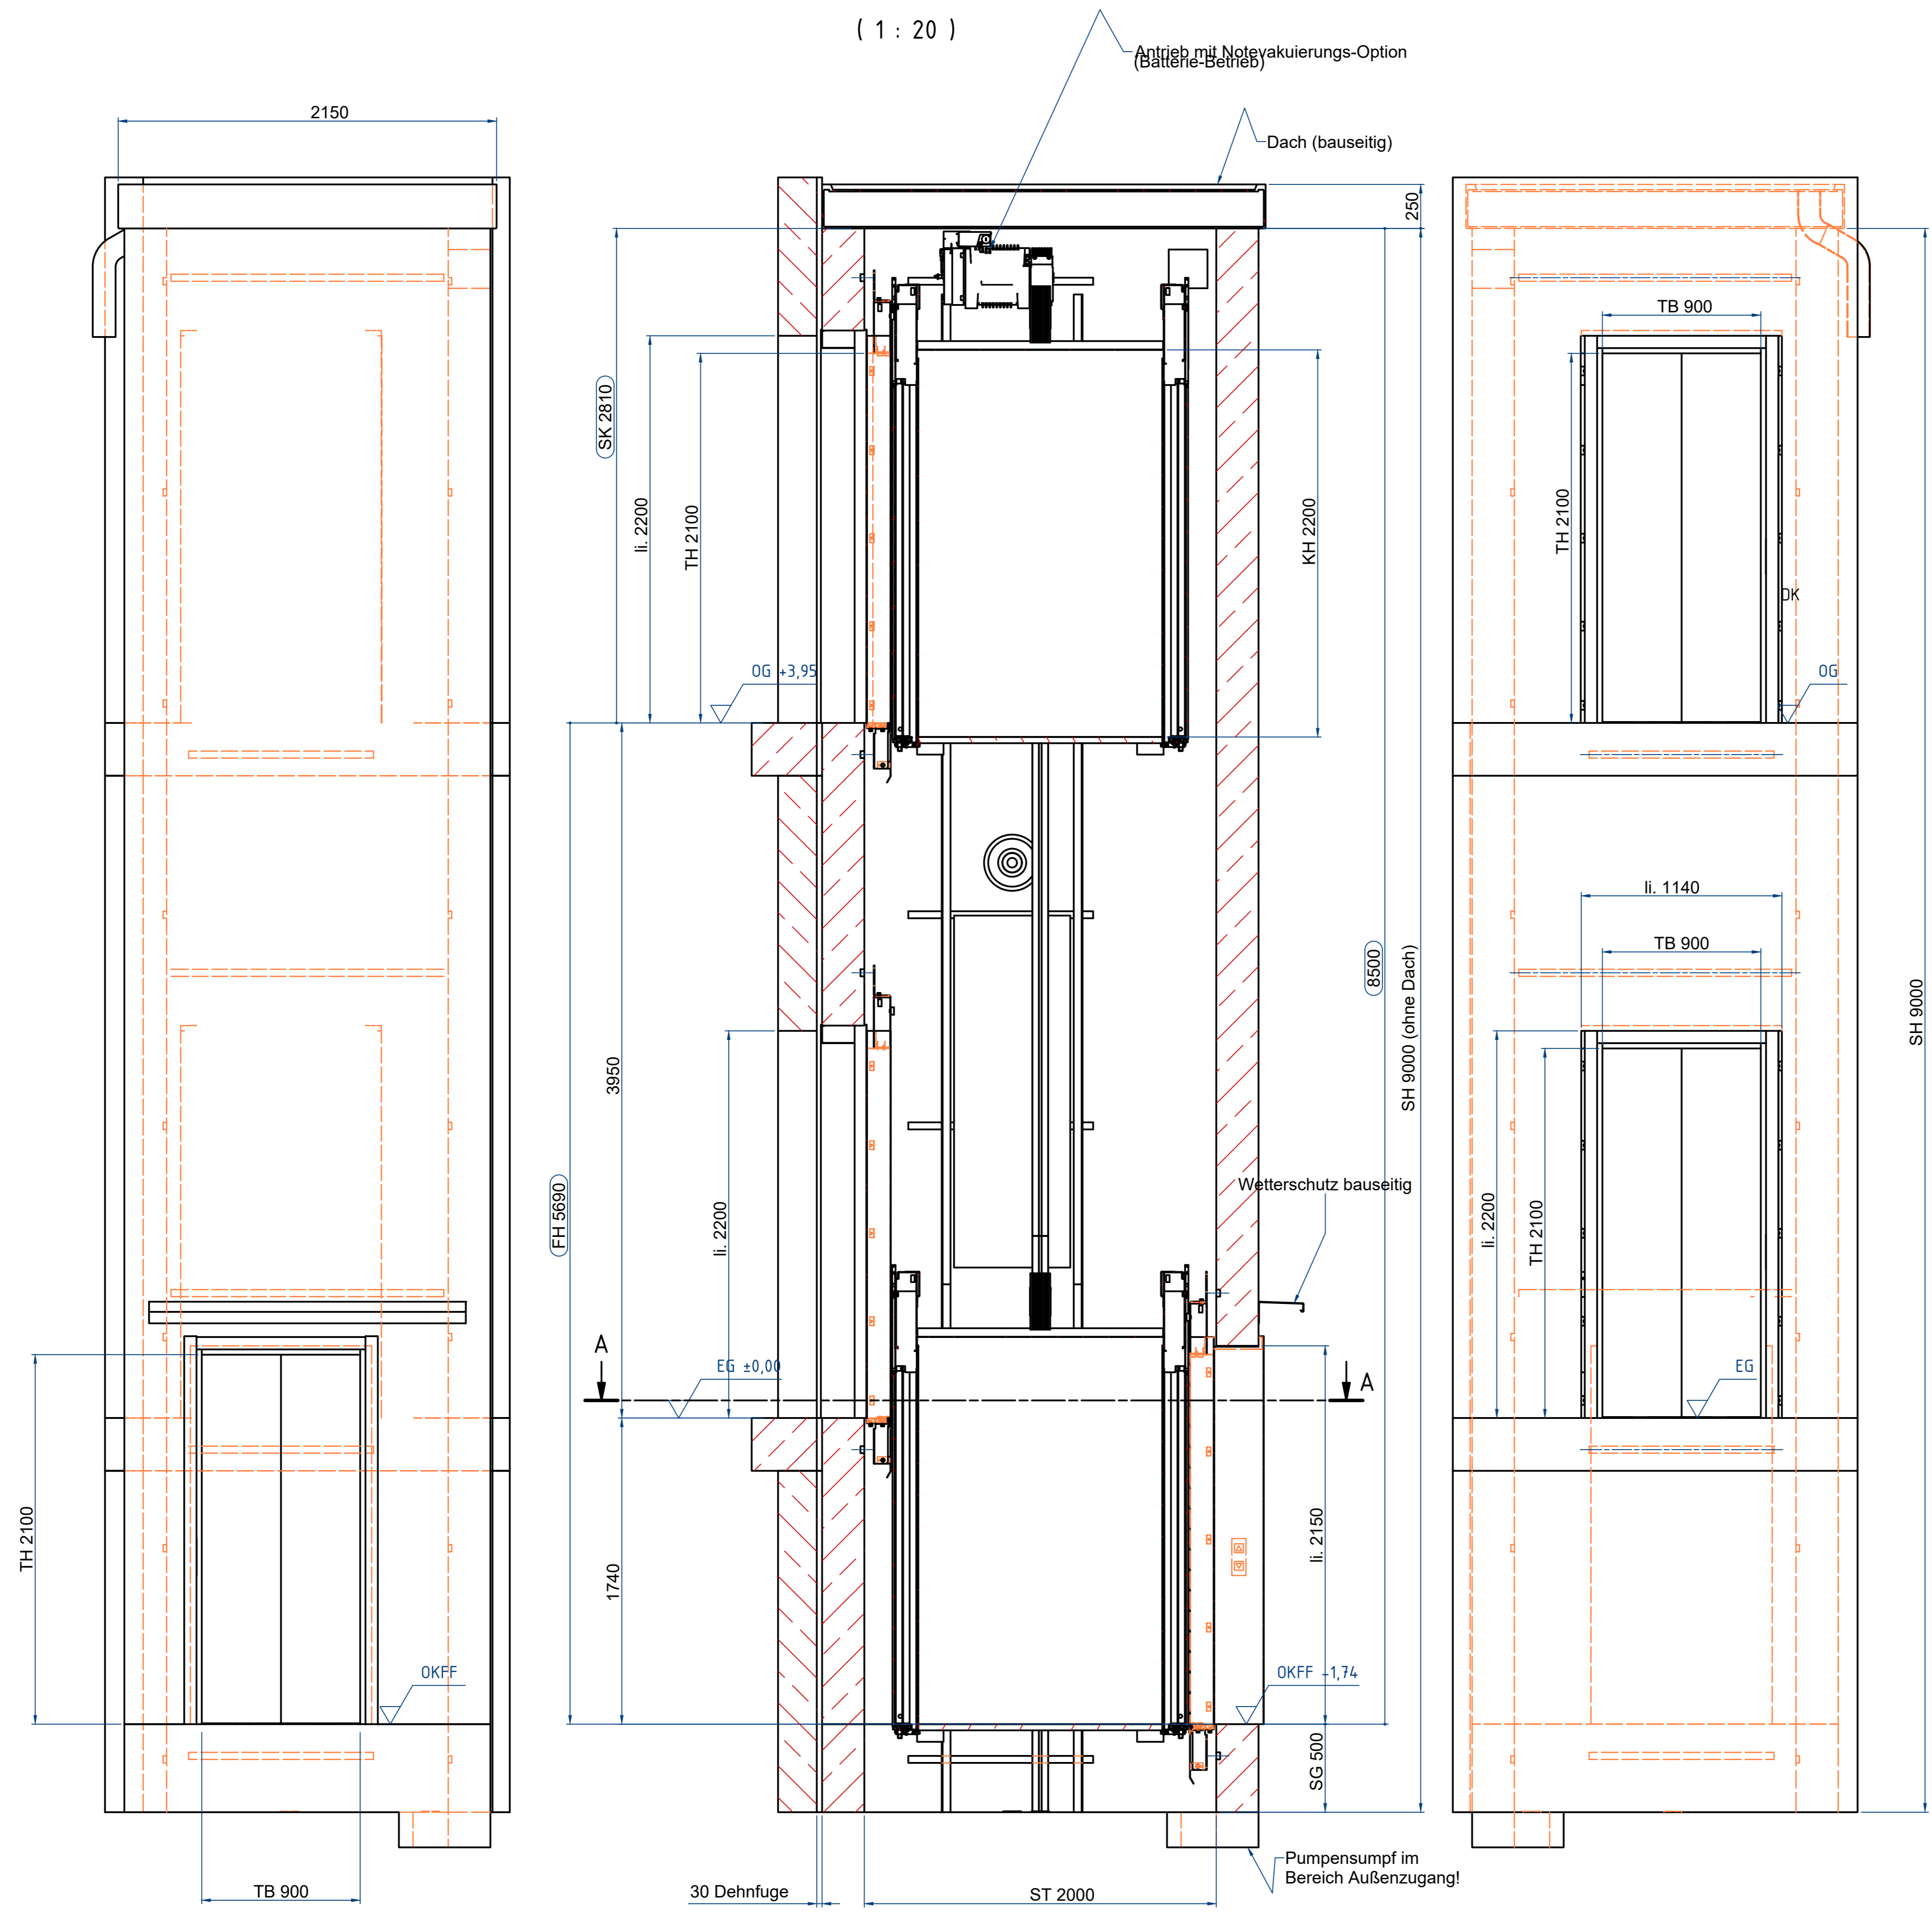 ( 1 : 20 )
Antrieb mit Notevakuierungs-Option
(Batterie-Betrieb)
2150
Dach (bauseitig)
250
TB 900
SK 2810
li. 2200
TH 2100
KH 2200
TH 2100
DK
OG +3,95
OG
li. 1140
TB 900
8500
SH 9000 (ohne Dach)
SH 9000
3950
FH 5690
li. 2200
Wetterschutz bauseitig
li. 2200
TH 2100
A
A
EG ±0,00
EG
TH 2100
1740
li. 2150
OKFF
OKFF -1,74
SG 500
Pumpensumpf im
Bereich Außenzugang!
TB 900
30 Dehnfuge
ST 2000